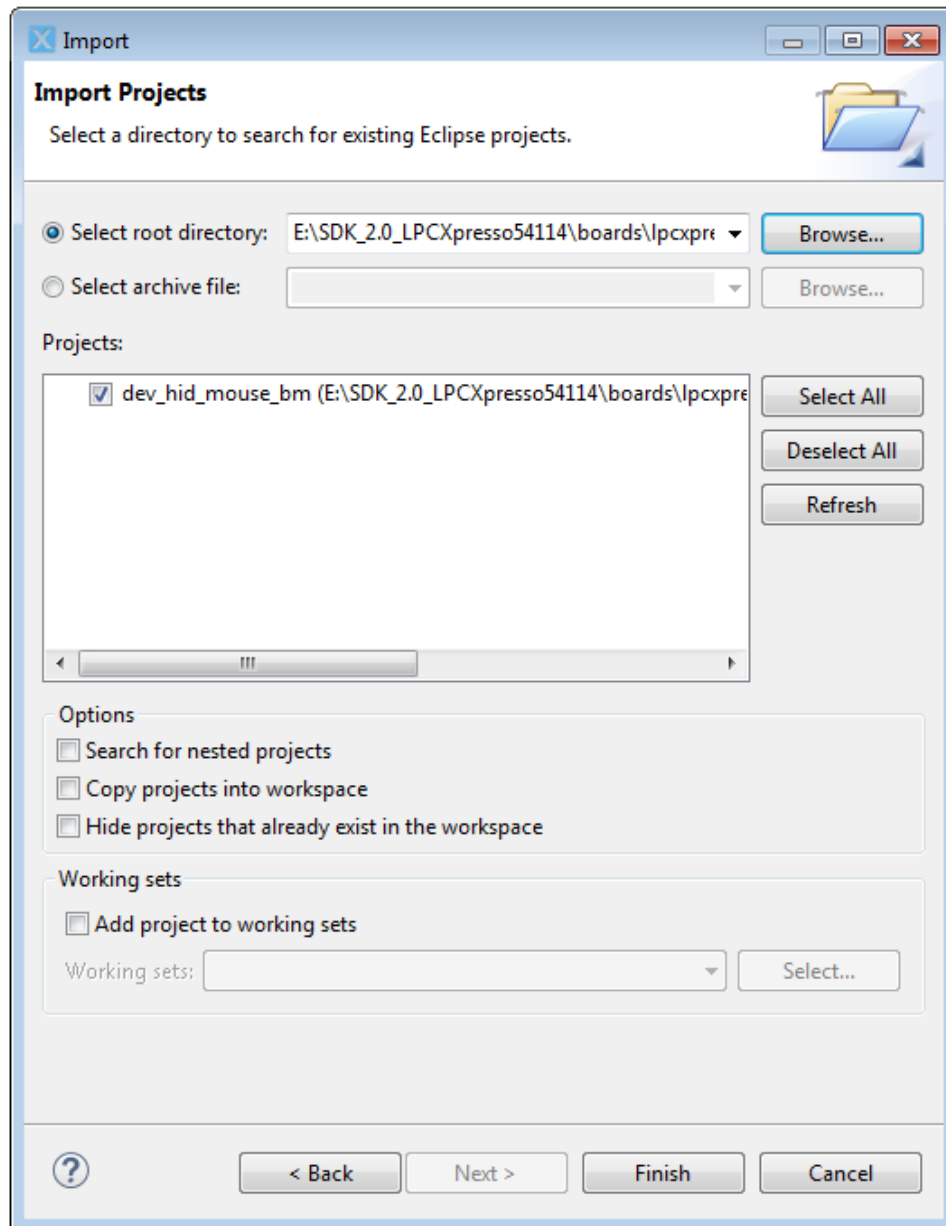 Import
Import Projects
Select a directory to search for existing Eclipse projects.
Select root directory: E:\SDK_2.0_LPCXpresso54114\boards\lpcxpre Browse...
Select archive file: Browse...
Projects:
dev_hid_mouse_bm (E:\SDK_2.0_LPCXpresso54114\boards\lpcxpre
Select All
Deselect All
Refresh
Options
Search for nested projects
Copy projects into workspace
Hide projects that already exist in the workspace
Working sets
Add project to working sets
Working sets: Select...
? < Back Next > Finish Cancel